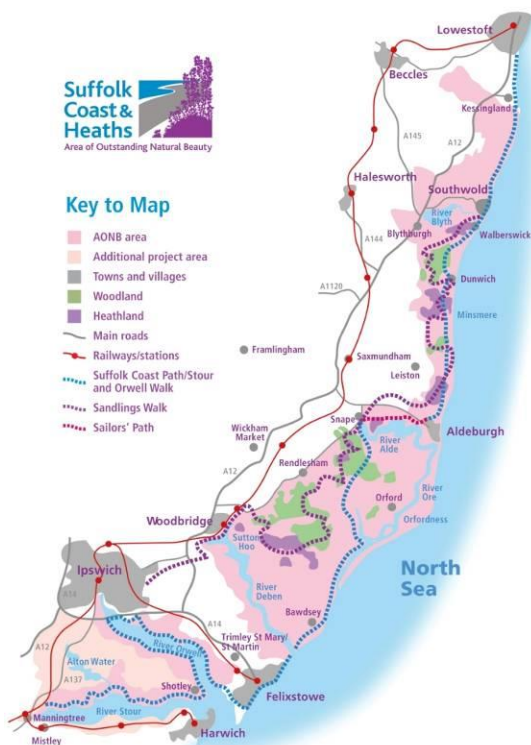 Suffolk
Coast &
Heaths
Area of Outstanding Natural Beauty
Key to Map
AONB area
Additional project area
Towns and villages
Woodland
Heathland
Main roads
Railways/stations
Suffolk Coast Path/Stour
and Orwell Walk
Sandlings Walk
Sailors' Path
Lowestoft
Beccles
Kessingland
A145
A12
Halesworth
Southwold
River
Blyth
Blythburgh
Walberswick
A144
Dunwich
A1120
Minsmere
Framlingham
Saxmundham
Leiston
Snape
Aldeburgh
Wickham
Market
River
Alde
Rendlesham
A12
River
Ore
Orford
Orfordness
Woodbridge
Sutton
Hoo
Ipswich
North
Sea
River
Deben
A14
A14
Bawdsey
Trimley St Mary/
St Martin
A12
River Orwell
Alton Water
A137
Shotley
Felixstowe
River Stour
Manningtree
Harwich
Mistley